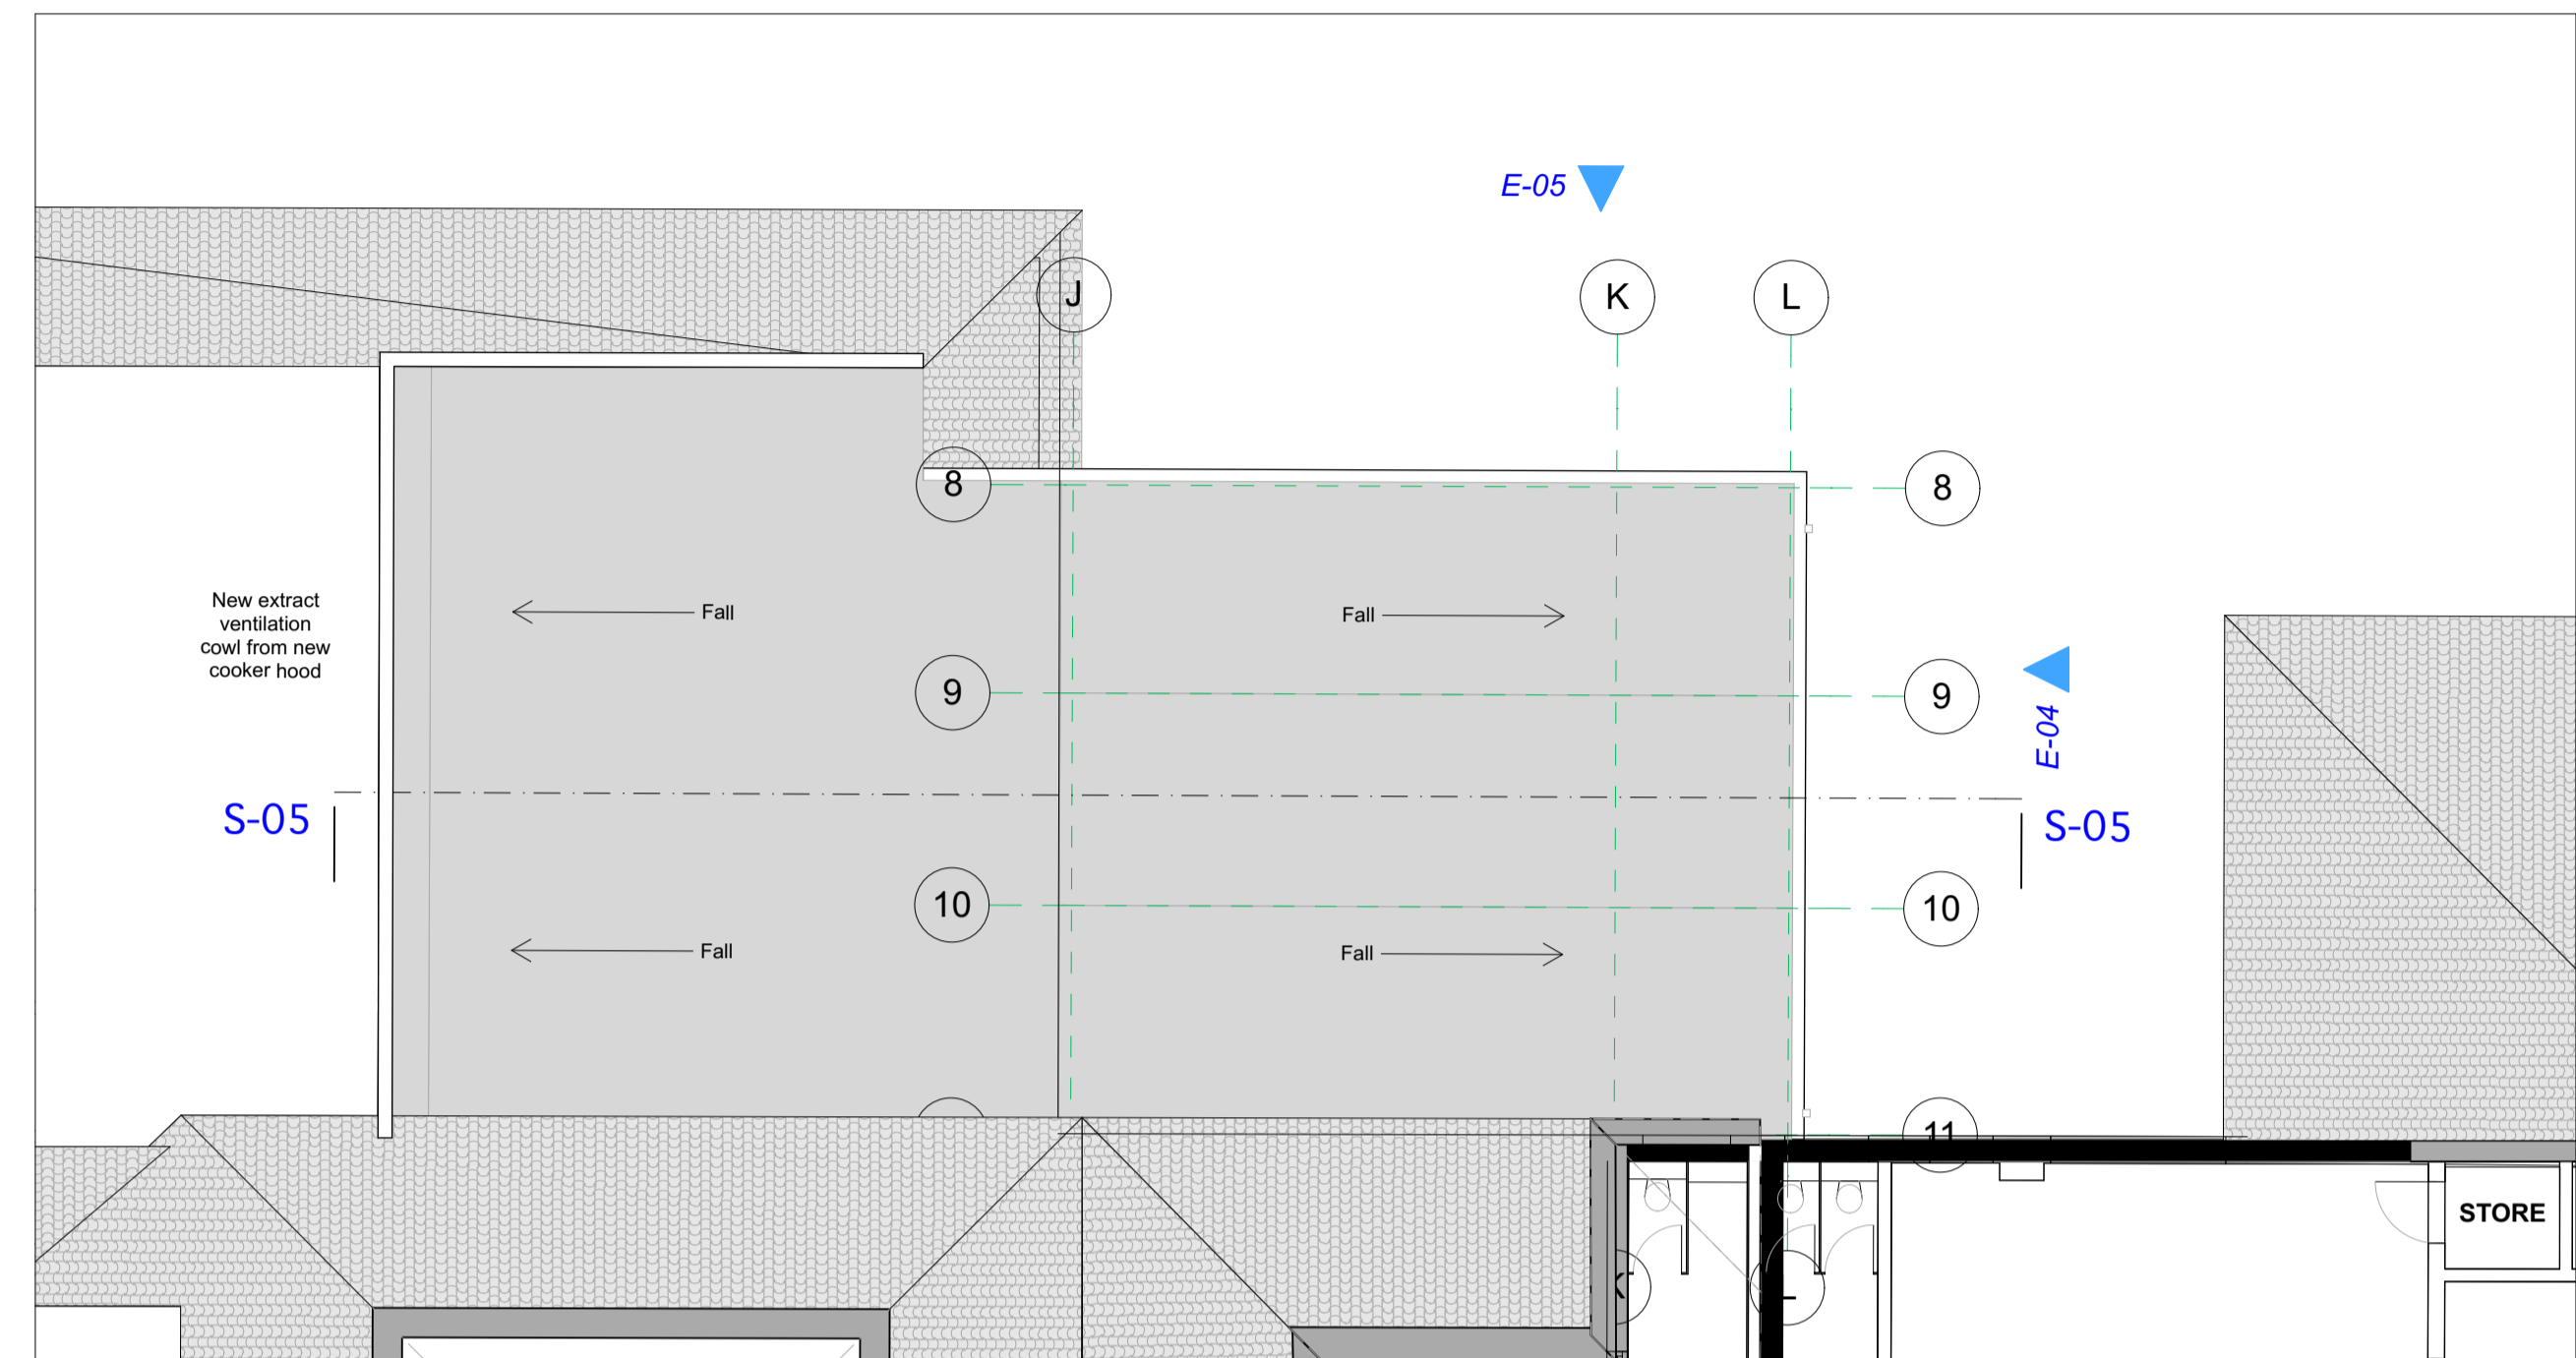 E-05
J
K
L
8
8
New extract
ventilation
cowl from new
cooker hood
Fall
Fall
9
9
E-04
S-05
S-05
10
10
Fall
Fall
11
STORE
K
L